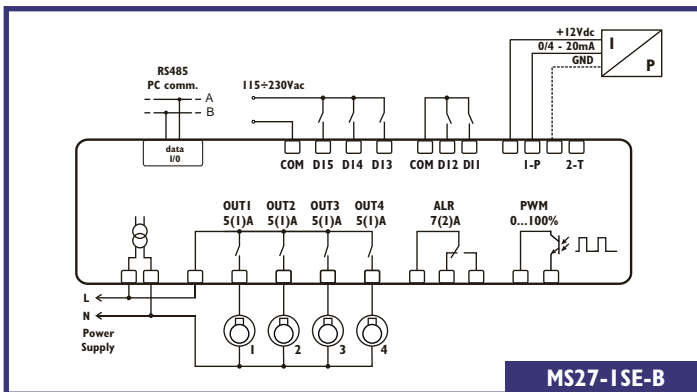 +12Vdc
0/4 - 20mA
GND
I
P
RS485
PC comm.
A
B
115÷230Vac
data
I/0
COM DI5 DI4 DI3
COM DI2 DI1
1-P
2-T
OUT1 OUT2 OUT3 OUT4
5(1)A 5(1)A 5(1)A 5(1)A
ALR
7(2)A
PWM
0...100%
L
N
Power
Supply
1 2 3 4
MS27-1SE-B